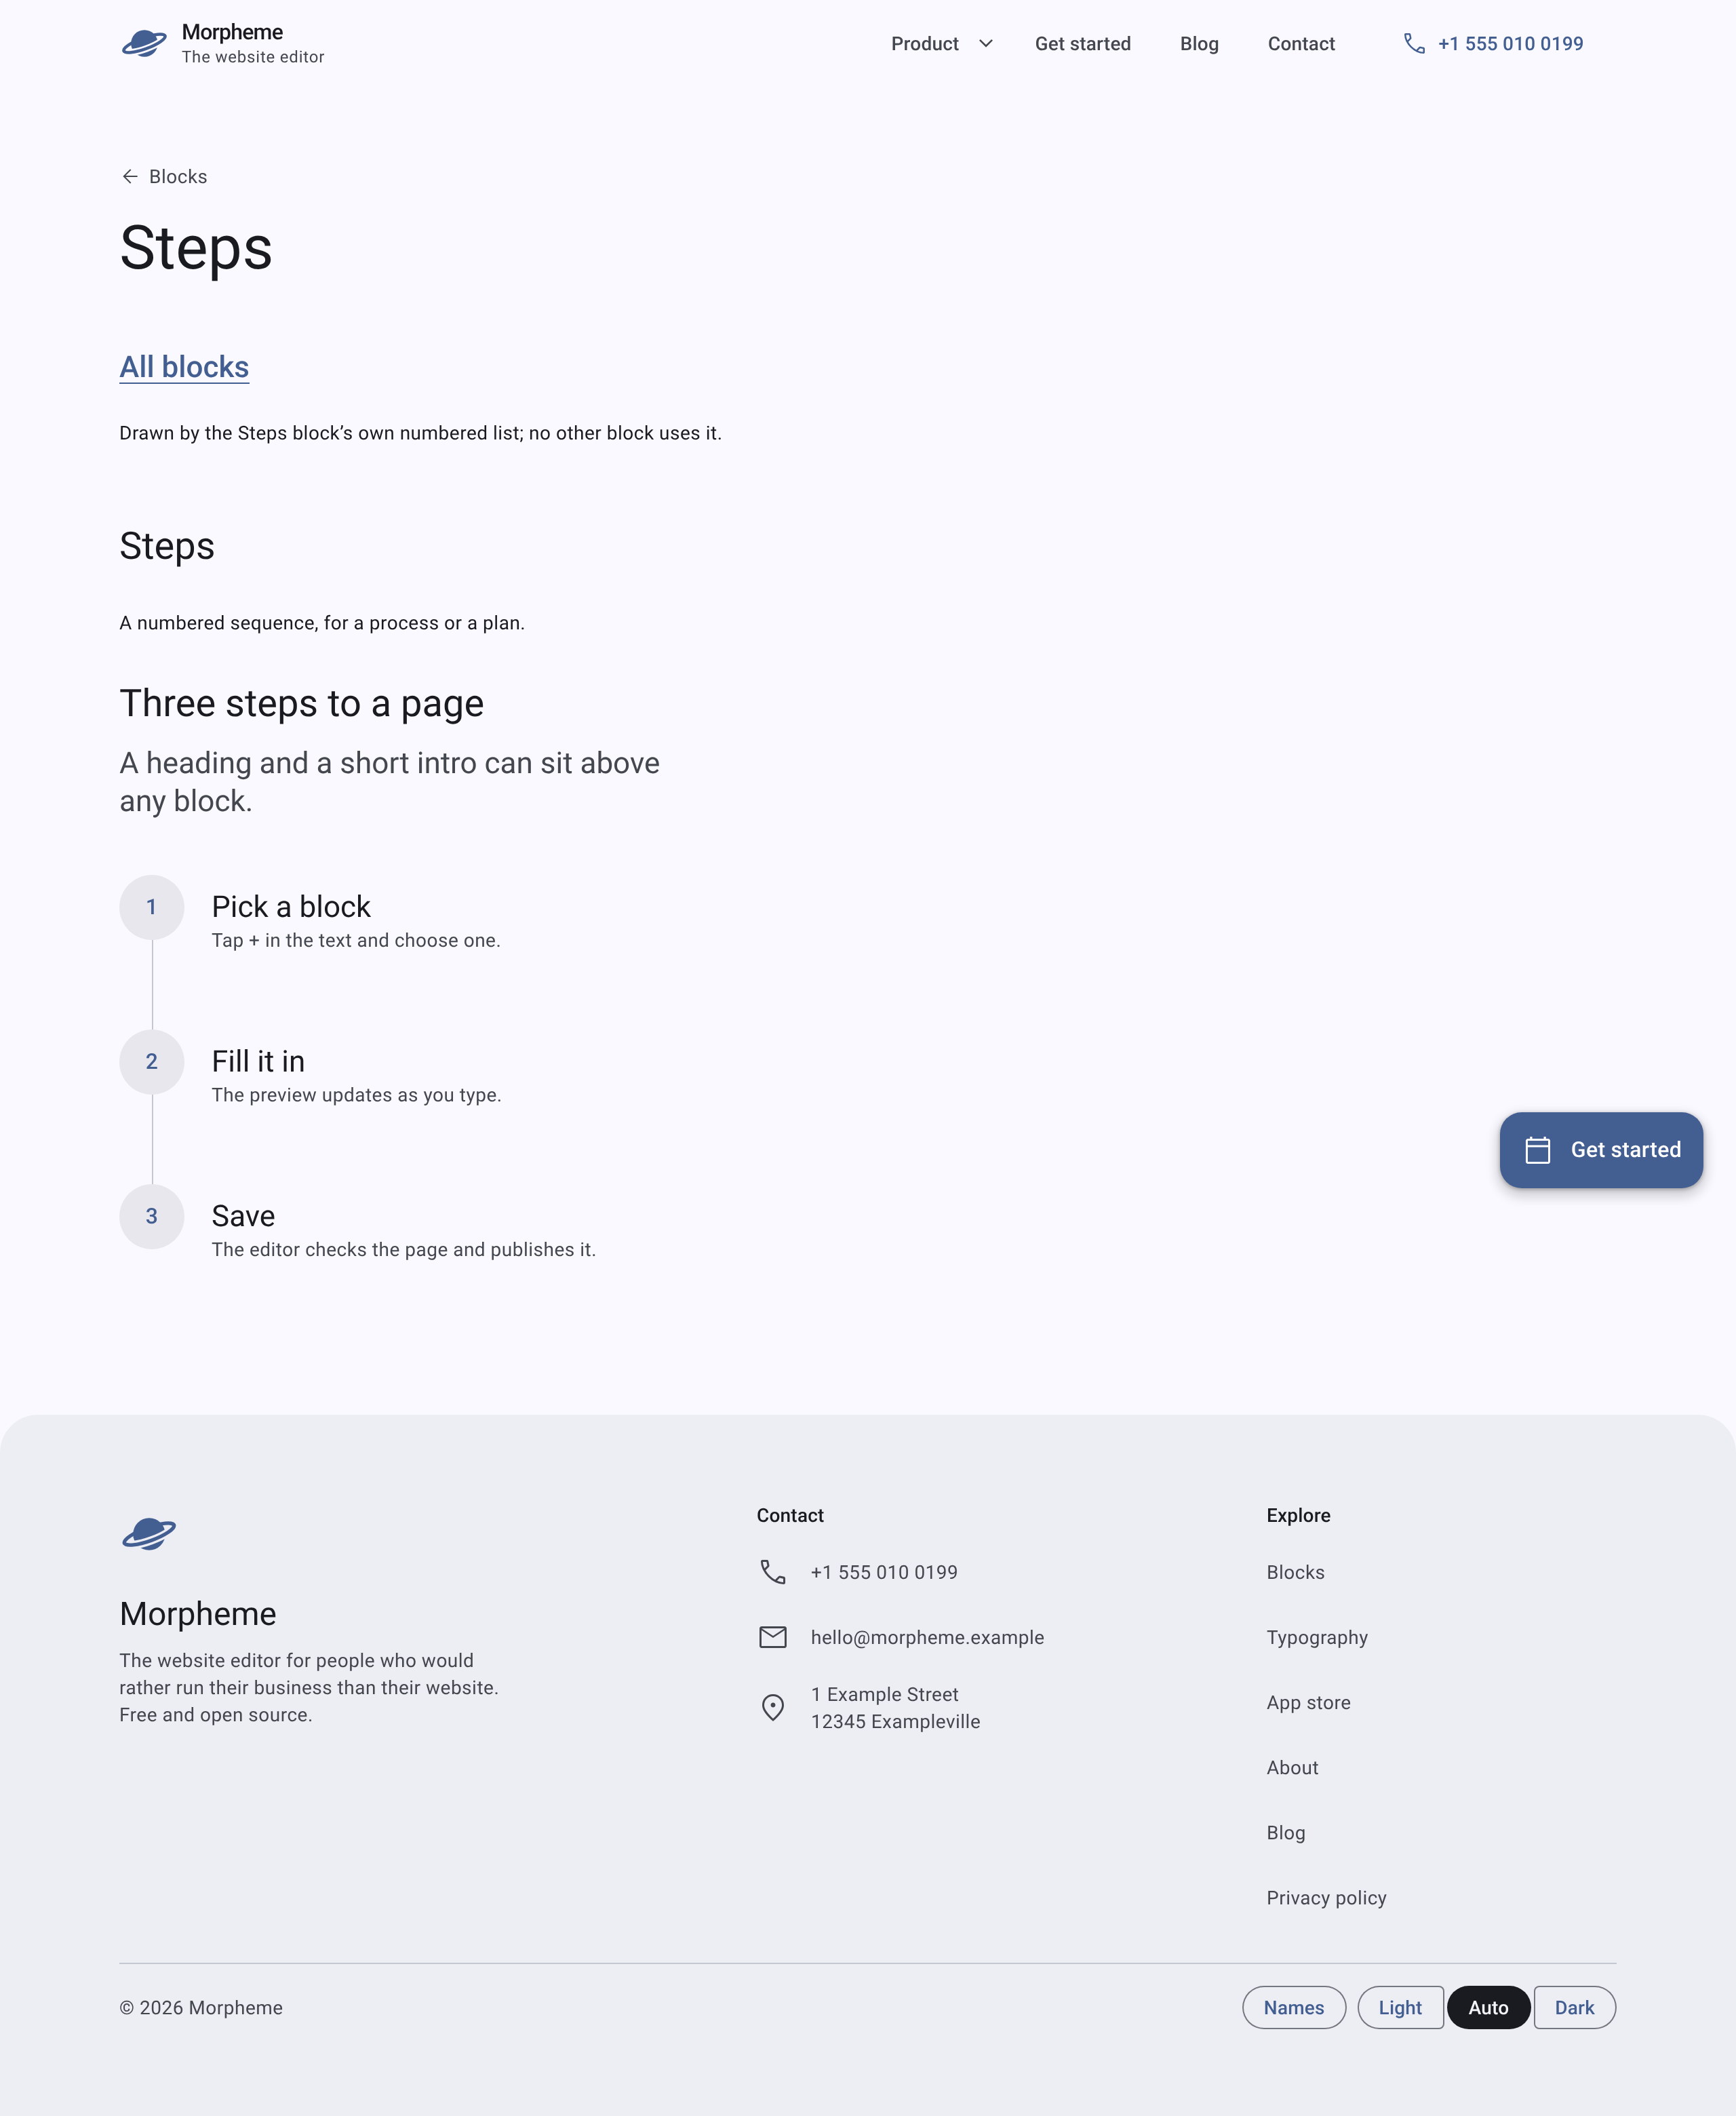 Morpheme
The website editor
Product
Get started
Blog
Contact
+1 555 010 0199
Blocks
Steps
All blocks
Drawn by the Steps block’s own numbered list; no other block uses it.
Steps
A numbered sequence, for a process or a plan.
Three steps to a page
A heading and a short intro can sit above
any block.
1
Pick a block
Tap + in the text and choose one.
2
Fill it in
The preview updates as you type.
Get started
3
Save
The editor checks the page and publishes it.
Morpheme
The website editor for people who would
rather run their business than their website.
Free and open source.
Contact
+1 555 010 0199
hello@morpheme.example
1 Example Street
12345 Exampleville
Explore
Blocks
Typography
App store
About
Blog
Privacy policy
© 2026 Morpheme
Names
Light
Auto
Dark